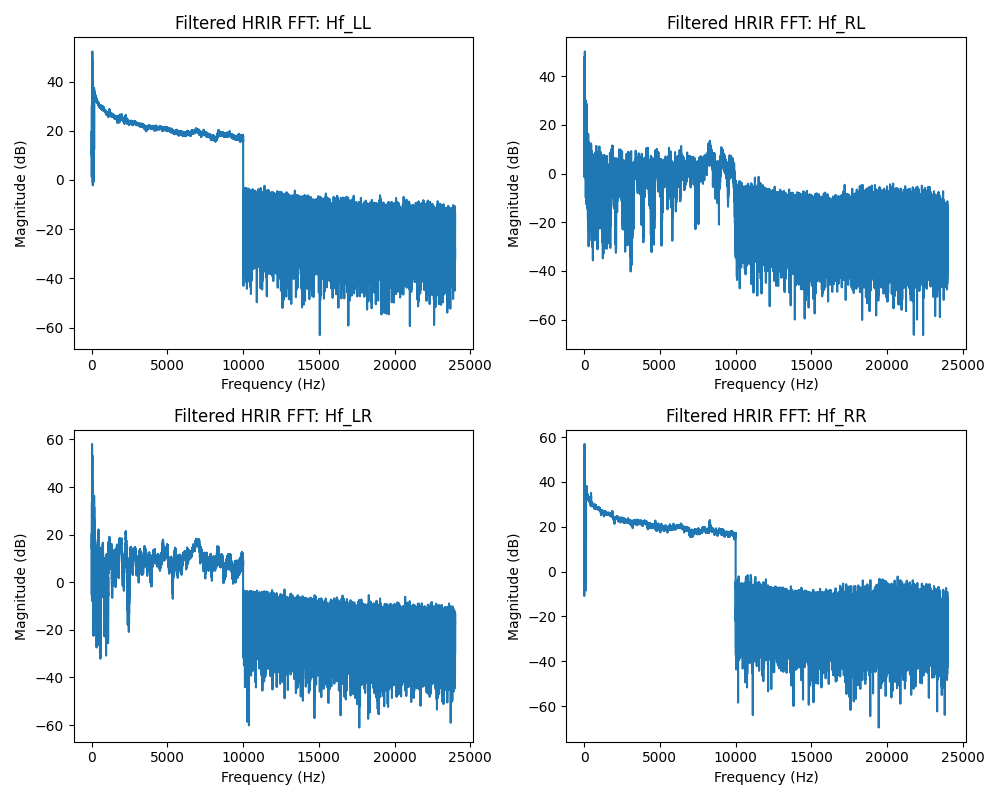 Filtered HRIR FFT: Hf_LL
Magnitude (dB)
40
20
0
−20
−40
−60
0 5000 10000 15000 20000 25000
Frequency (Hz)
Filtered HRIR FFT: Hf_RL
Magnitude (dB)
40
20
0
−20
−40
−60
0 5000 10000 15000 20000 25000
Frequency (Hz)
Filtered HRIR FFT: Hf_LR
Magnitude (dB)
60
40
20
0
−20
−40
−60
0 5000 10000 15000 20000 25000
Frequency (Hz)
Filtered HRIR FFT: Hf_RR
Magnitude (dB)
60
40
20
0
−20
−40
−60
0 5000 10000 15000 20000 25000
Frequency (Hz)